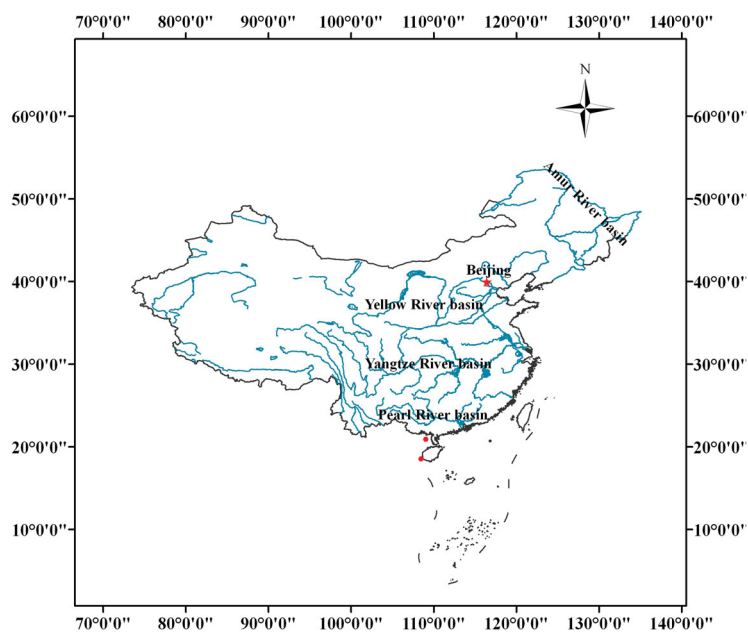 70°0'0" 80°0'0" 90°0'0" 100°0'0" 110°0'0" 120°0'0" 130°0'0" 140°0'0"
N
60°0'0" 60°0'0"
Amur River basin
50°0'0" 50°0'0"
Beijing
40°0'0" 40°0'0"
Yellow River basin
Yangtze River basin
30°0'0" 30°0'0"
Pearl River basin
20°0'0" 20°0'0"
10°0'0" 10°0'0"
70°0'0" 80°0'0" 90°0'0" 100°0'0" 110°0'0" 120°0'0" 130°0'0" 140°0'0"